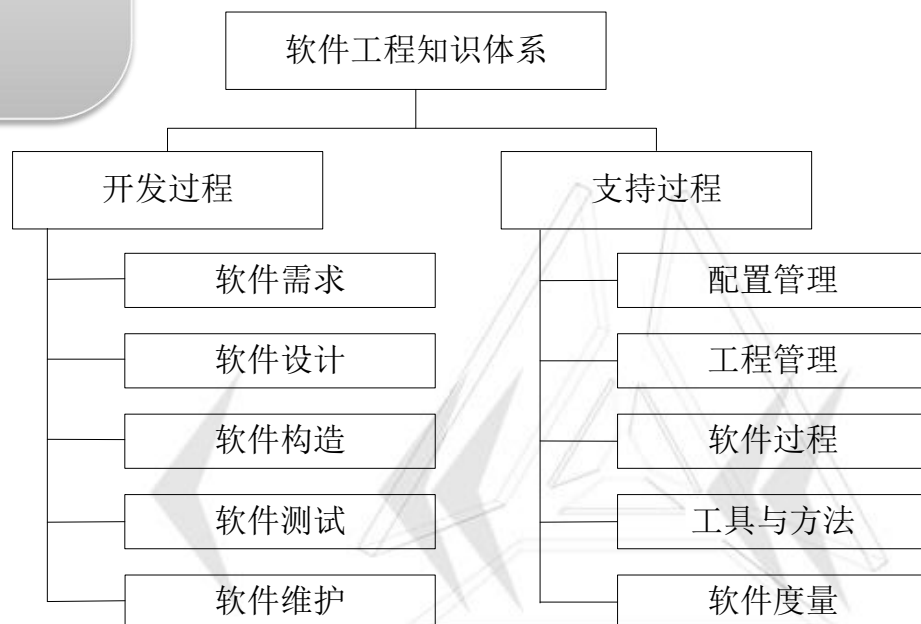 软件工程知识体系
开发过程
软件需求
软件设计
软件构造
软件测试
软件维护
支持过程
配置管理
工程管理
软件过程
工具与方法
软件度量